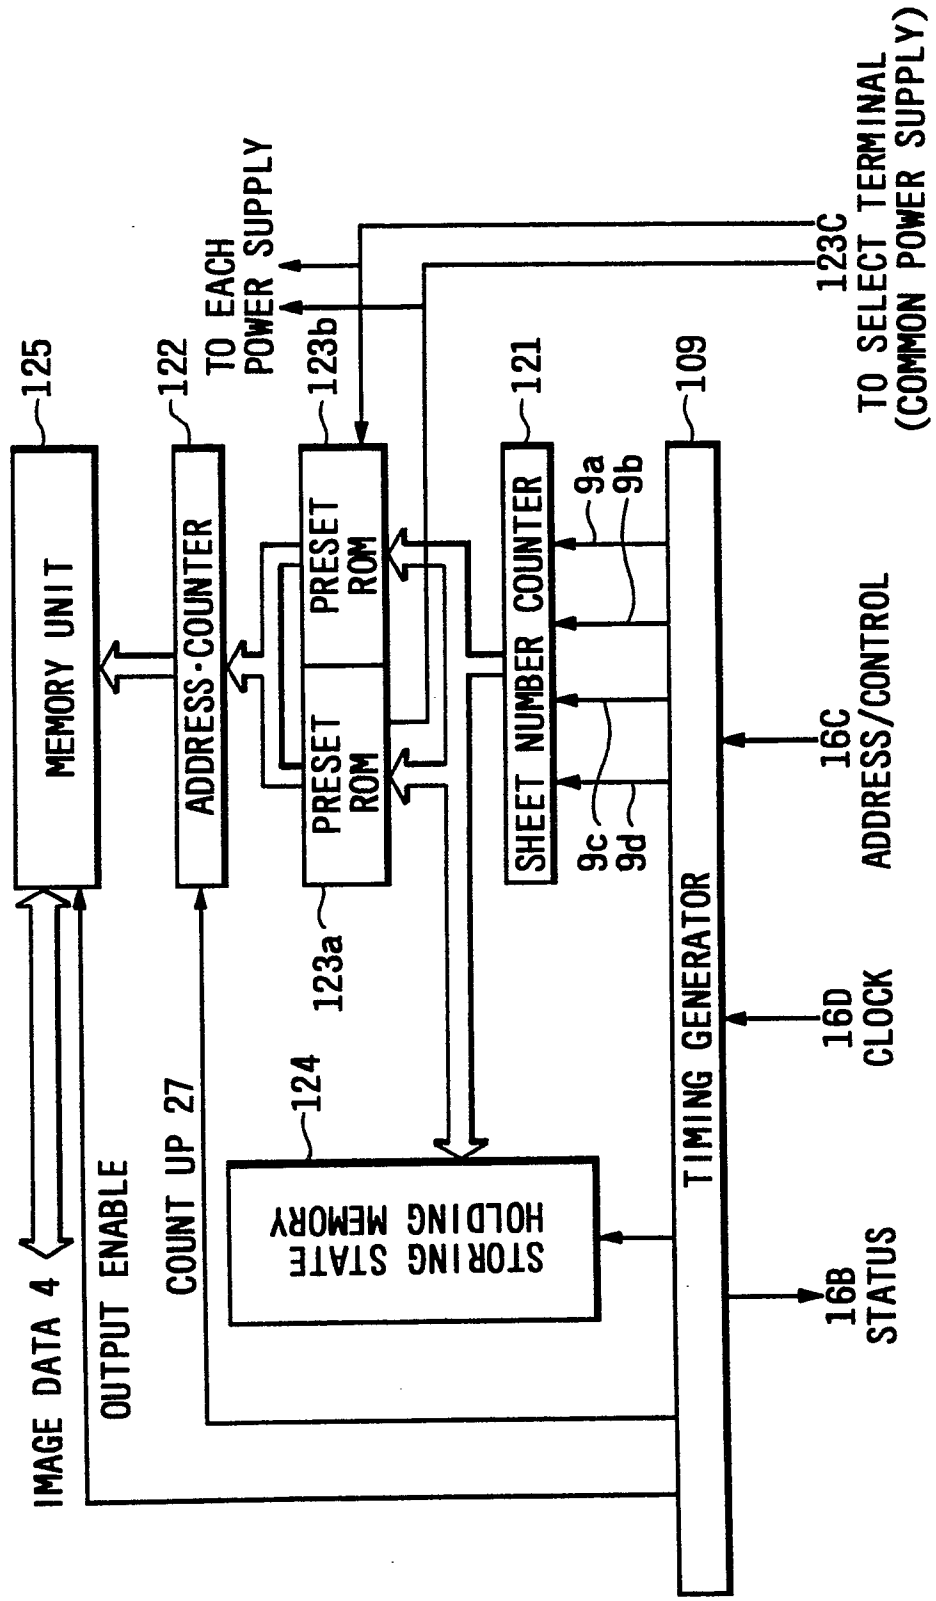 IMAGE DATA 4
OUTPUT ENABLE
COUNT UP 27
MEMORY UNIT
125
ADDRESS·COUNTER
122
TO EACH
POWER SUPPLY
PRESET
ROM
PRESET
ROM
123a
123b
STORING STATE
HOLDING MEMORY
124
SHEET NUMBER COUNTER
121
9a
9b
9c
9d
TIMING GENERATOR
109
16B
STATUS
16D
CLOCK
16C
ADDRESS/CONTROL
123C
TO SELECT TERMINAL
(COMMON POWER SUPPLY)